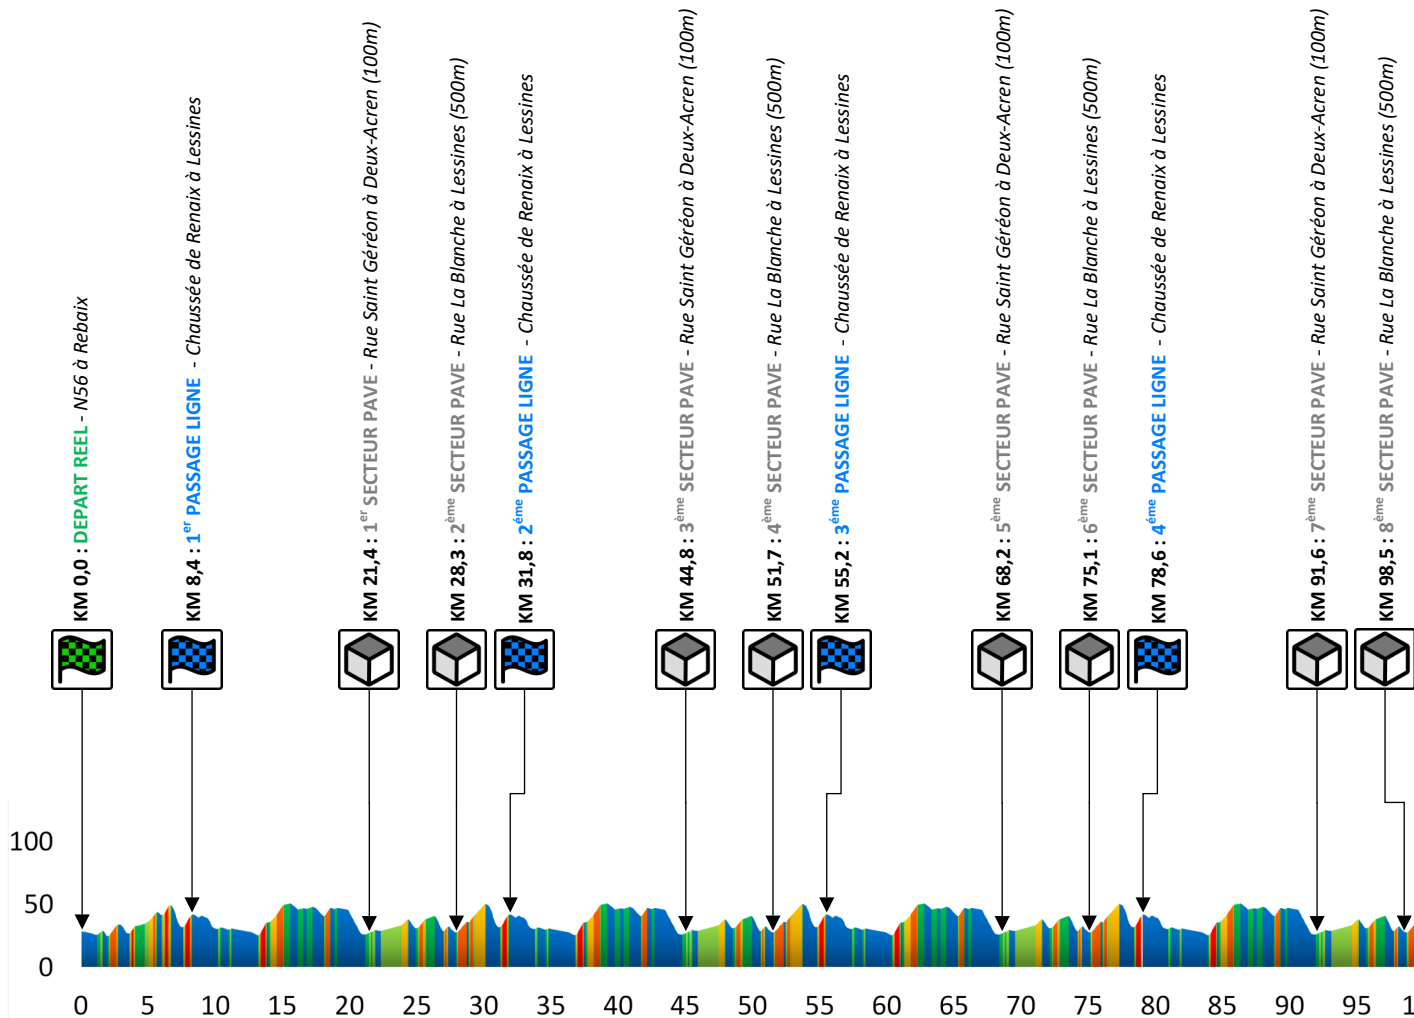 KM 0,0 : DEPART REEL - N56 à Rebaix
KM 8,4 : 1er PASSAGE LIGNE - Chaussée de Renaix à Lessines
KM 21,4 : 1er SECTEUR PAVE - Rue Saint Géréon à Deux-Acren (100m)
KM 28,3 : 2ème SECTEUR PAVE - Rue La Blanche à Lessines (500m)
KM 31,8 : 2éme PASSAGE LIGNE - Chaussée de Renaix à Lessines
KM 44,8 : 3ème SECTEUR PAVE - Rue Saint Géréon à Deux-Acren (100m)
KM 51,7 : 4ème SECTEUR PAVE - Rue La Blanche à Lessines (500m)
KM 55,2 : 3éme PASSAGE LIGNE - Chaussée de Renaix à Lessines
KM 68,2 : 5ème SECTEUR PAVE - Rue Saint Géréon à Deux-Acren (100m)
KM 75,1 : 6ème SECTEUR PAVE - Rue La Blanche à Lessines (500m)
KM 78,6 : 4éme PASSAGE LIGNE - Chaussée de Renaix à Lessines
KM 91,6 : 7ème SECTEUR PAVE - Rue Saint Géréon à Deux-Acren (100m)
KM 98,5 : 8ème SECTEUR PAVE - Rue La Blanche à Lessines (500m)
100
50
0
0 5 10 15 20 25 30 35 40 45 50 55 60 65 70 75 80 85 90 95 1